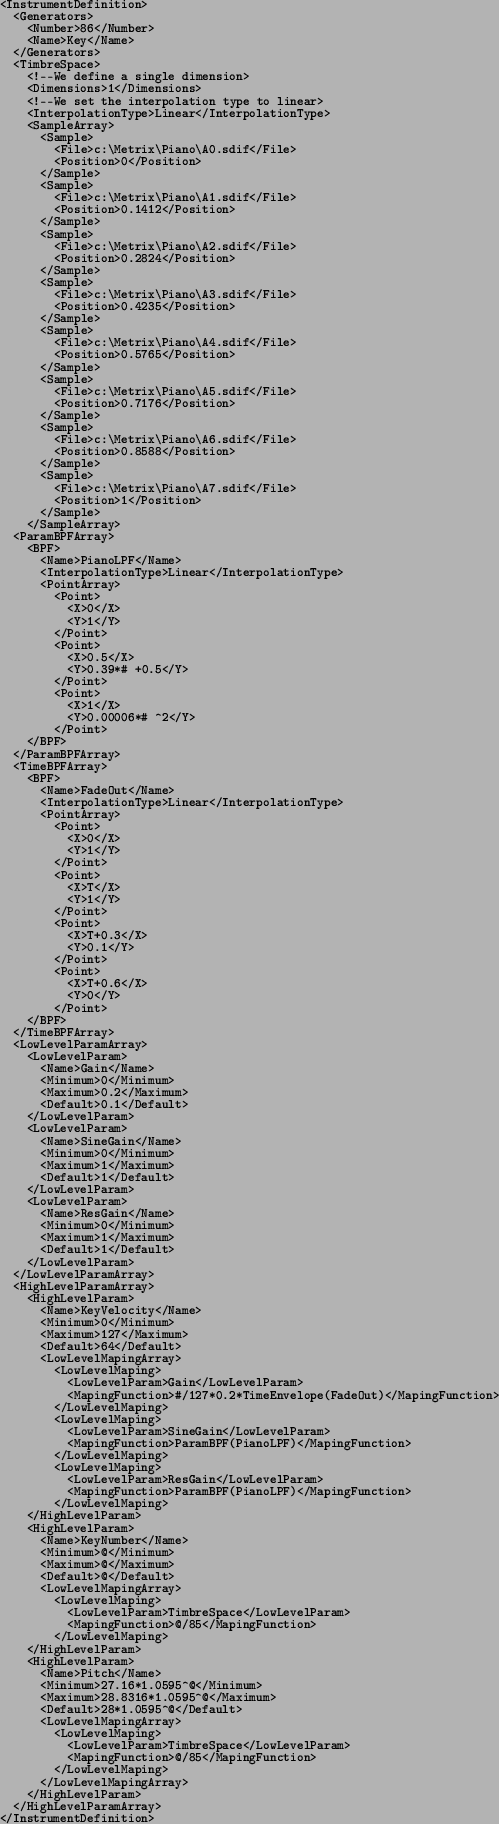 <InstrumentDefinition>
  <Generators>
    <Number>86</Number>
    <Name>Key</Name>
  </Generators>
  <TimbreSpace>
    <!--We define a single dimension>
    <Dimensions>1</Dimensions>
    <!--We set the interpolation type to linear>
    <InterpolationType>Linear</InterpolationType>
    <SampleArray>
      <Sample>
        <File>c:\Metrix\Piano\A0.sdif</File>
        <Position>0</Position>
      </Sample>
      <Sample>
        <File>c:\Metrix\Piano\A1.sdif</File>
        <Position>0.1412</Position>
      </Sample>
      <Sample>
        <File>c:\Metrix\Piano\A2.sdif</File>
        <Position>0.2824</Position>
      </Sample>
      <Sample>
        <File>c:\Metrix\Piano\A3.sdif</File>
        <Position>0.4235</Position>
      </Sample>
      <Sample>
        <File>c:\Metrix\Piano\A4.sdif</File>
        <Position>0.5765</Position>
      </Sample>
      <Sample>
        <File>c:\Metrix\Piano\A5.sdif</File>
        <Position>0.7176</Position>
      </Sample>
      <Sample>
        <File>c:\Metrix\Piano\A6.sdif</File>
        <Position>0.8588</Position>
      </Sample>
      <Sample>
        <File>c:\Metrix\Piano\A7.sdif</File>
        <Position>1</Position>
      </Sample>
    </SampleArray>
  <ParamBPFArray>
    <BPF>
      <Name>PianoLPF</Name>
      <InterpolationType>Linear</InterpolationType>
      <PointArray>
        <Point>
          <X>0</X>
          <Y>1</Y>
        </Point>
        <Point>
          <X>0.5</X>
          <Y>0.39*# +0.5</Y>
        </Point>
        <Point>
          <X>1</X>
          <Y>0.00006*# ^2</Y>
        </Point>
    </BPF>
  </ParamBPFArray>
  <TimeBPFArray>
    <BPF>
      <Name>FadeOut</Name>
      <InterpolationType>Linear</InterpolationType>
      <PointArray>
        <Point>
          <X>0</X>
          <Y>1</Y>
        </Point>
        <Point>
          <X>T</X>
          <Y>1</Y>
        </Point>
        <Point>
          <X>T+0.3</X>
          <Y>0.1</Y>
        </Point>
        <Point>
          <X>T+0.6</X>
          <Y>0</Y>
        </Point>
    </BPF>
  </TimeBPFArray>
  <LowLevelParamArray>
    <LowLevelParam>
      <Name>Gain</Name>
      <Minimum>0</Minimum>
      <Maximum>0.2</Maximum>
      <Default>0.1</Default>
    </LowLevelParam>
    <LowLevelParam>
      <Name>SineGain</Name>
      <Minimum>0</Minimum>
      <Maximum>1</Maximum>
      <Default>1</Default>
    </LowLevelParam>
    <LowLevelParam>
      <Name>ResGain</Name>
      <Minimum>0</Minimum>
      <Maximum>1</Maximum>
      <Default>1</Default>
    </LowLevelParam>
  </LowLevelParamArray>
  <HighLevelParamArray>
    <HighLevelParam>
      <Name>KeyVelocity</Name>
      <Minimum>0</Minimum>
      <Maximum>127</Maximum>
      <Default>64</Default>
      <LowLevelMapingArray>
        <LowLevelMaping>
          <LowLevelParam>Gain</LowLevelParam>
          <MapingFunction>#/127*0.2*TimeEnvelope(FadeOut)</MapingFunction>
        </LowLevelMaping>
        <LowLevelMaping>
          <LowLevelParam>SineGain</LowLevelParam>
          <MapingFunction>ParamBPF(PianoLPF)</MapingFunction>
        </LowLevelMaping>
        <LowLevelMaping>
          <LowLevelParam>ResGain</LowLevelParam>
          <MapingFunction>ParamBPF(PianoLPF)</MapingFunction>
        </LowLevelMaping>
    </HighLevelParam>
    <HighLevelParam>
      <Name>KeyNumber</Name>
      <Minimum>@</Minimum>
      <Maximum>@</Maximum>
      <Default>@</Default>
      <LowLevelMapingArray>
        <LowLevelMaping>
          <LowLevelParam>TimbreSpace</LowLevelParam>
          <MapingFunction>@/85</MapingFunction>
        </LowLevelMaping>
    </HighLevelParam>
    <HighLevelParam>
      <Name>Pitch</Name>
      <Minimum>27.16*1.0595^@</Minimum>
      <Maximum>28.8316*1.0595^@</Maximum>
      <Default>28*1.0595^@</Default>
      <LowLevelMapingArray>
        <LowLevelMaping>
          <LowLevelParam>TimbreSpace</LowLevelParam>
          <MapingFunction>@/85</MapingFunction>
        </LowLevelMaping>
      </LowLevelMapingArray>
    </HighLevelParam>
  </HighLevelParamArray>
</InstrumentDefinition>